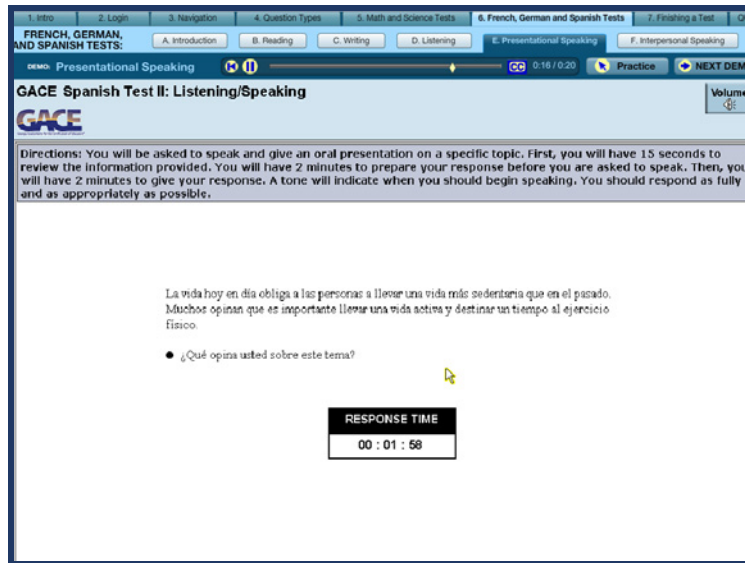 1. Intro 2. Login 3. Navigation 4. Question Types 5. Math and Science Tests 6. French, German and Spanish Tests 7. Finishing a Test
FRENCH, GERMAN,
AND SPANISH TESTS:
A. Introduction B. Reading C. Writing D. Listening E. Presentational Speaking F. Interpersonal Speaking
DEMO: Presentational Speaking CC 0:16 / 0:20 Practice NEXT DEM
GACE Spanish Test II: Listening/Speaking
Volume
GACE
Directions: You will be asked to speak and give an oral presentation on a specific topic. First, you will have 15 seconds to
review the information provided. You will have 2 minutes to prepare your response before you are asked to speak. Then, you
will have 2 minutes to give your response. A tone will indicate when you should begin speaking. You should respond as fully
and as appropriately as possible.
La vida hoy en día obliga a las personas a llevar una vida más sedentaria que en el pasado.
Muchos opinan que es importante llevar una vida activa y destinar un tiempo al ejercicio
físico.
● ¿Qué opina usted sobre este tema?
RESPONSE TIME
00 : 01 : 58